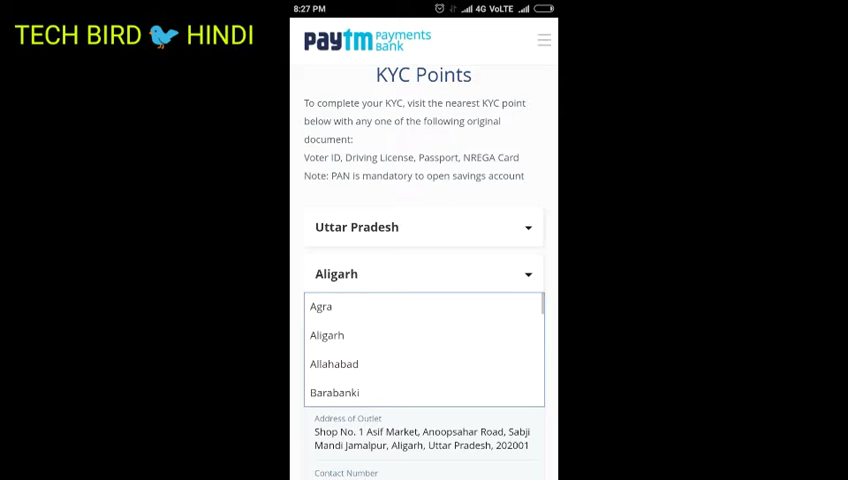 8:27 PM
4G VoLTE
TECH BIRD HINDI
paytm payments
Bank
KYC Points
To complete your KYC, visit the nearest KYC point
below with any one of the following original
document:
Voter ID, Driving License, Passport, NREGA Card
Note: PAN is mandatory to open savings account
Uttar Pradesh
Aligarh
Agra
Aligarh
Allahabad
Barabanki
Address of Outlet
Shop No. 1 Asif Market, Anoopsahar Road, Sabji
Mandi Jamalpur, Aligarh, Uttar Pradesh, 202001
Contact Number